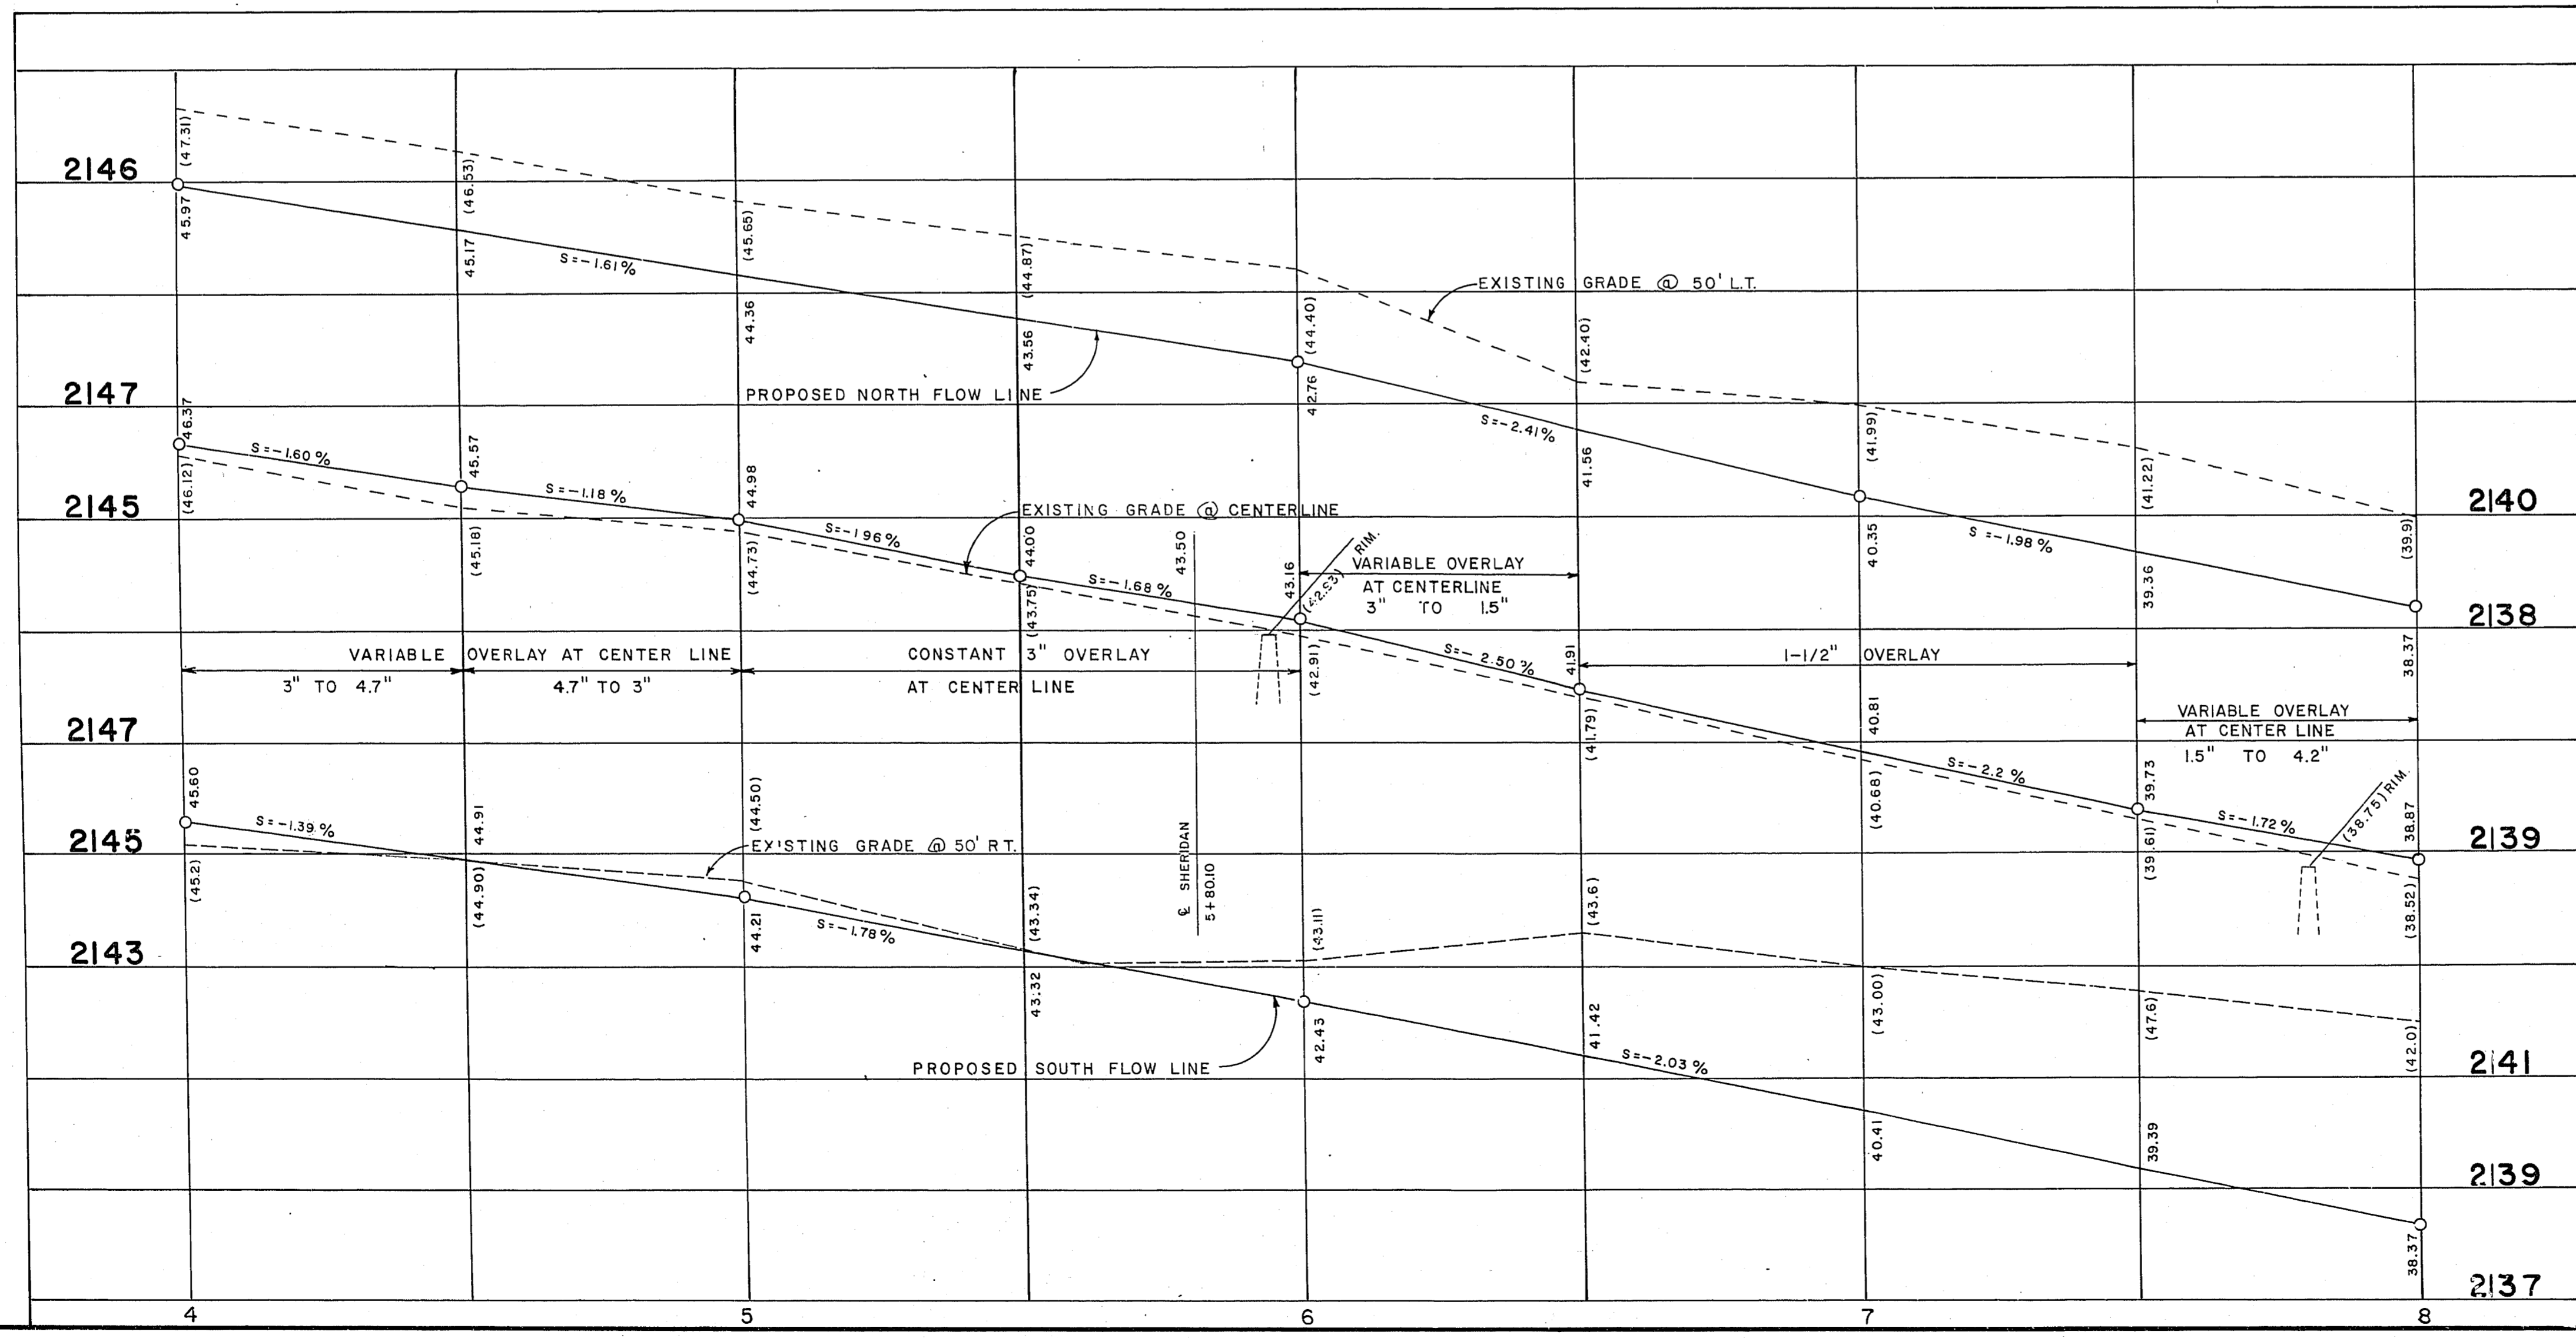 2146
2147
2145
2147
2145
2143
2140
2138
2139
2141
2139
2137
(47.31)
45.97
(46.53)
45.17
S=-1.61%
(45.65)
44.36
(44.87)
43.56
PROPOSED NORTH FLOW LINE
(44.40)
42.76
EXISTING GRADE @ 50' L.T.
S=-2.41%
(42.40)
41.56
(41.99)
40.35
S=-1.98%
(41.22)
39.36
(39.9)
38.37
46.37
(46.12)
S=-1.60%
45.57
(45.18)
S=-1.18%
44.98
(44.73)
S=-1.96%
EXISTING GRADE @ CENTERLINE
44.00
(43.75)
S=-1.68%
43.50
43.16
(42.91)
(42.93) RIM.
VARIABLE OVERLAY
AT CENTERLINE
3" TO 1.5"
S=-2.50%
41.91
(41.79)
1-1/2" OVERLAY
40.81
(40.68)
S=-2.2%
39.73
(39.61)
VARIABLE OVERLAY
AT CENTER LINE
1.5" TO 4.2"
S=-1.72%
(38.75) RIM.
38.87
(38.52)
VARIABLE OVERLAY AT CENTER LINE
3" TO 4.7"
4.7" TO 3"
CONSTANT 3" OVERLAY
AT CENTER LINE
45.60
(45.2)
S=-1.39%
44.91
(44.90)
(44.50)
44.21
EXISTING GRADE @ 50' RT.
S=-1.78%
(43.34)
43.32
℄ SHERIDAN
5+80.10
(43.11)
42.43
PROPOSED SOUTH FLOW LINE
(43.6)
41.42
S=-2.03%
(43.00)
40.41
(47.6)
39.39
(42.0)
38.37
4
5
6
7
8